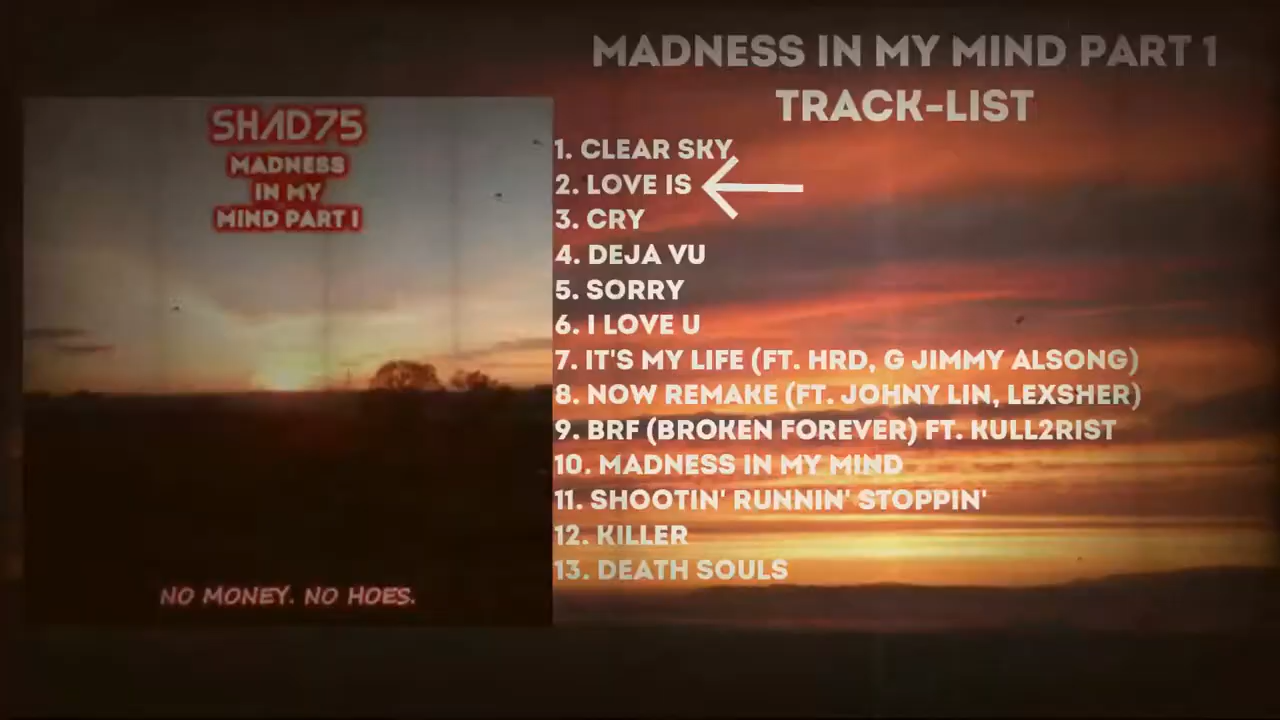 SHAD75
MADNESS
IN MY
MIND PART I
NO MONEY. NO HOES.
MADNESS IN MY MIND PART 1
TRACK-LIST
1. CLEAR SKY
2. LOVE IS
3. CRY
4. DEJA VU
5. SORRY
6. I LOVE U
7. IT'S MY LIFE (FT. HRD, G JIMMY ALSONG)
8. NOW REMAKE (FT. JOHNY LIN, LEXSHER)
9. BRF (BROKEN FOREVER) FT. KULL2RIST
10. MADNESS IN MY MIND
11. SHOOTIN' RUNNIN' STOPPIN'
12. KILLER
13. DEATH SOULS